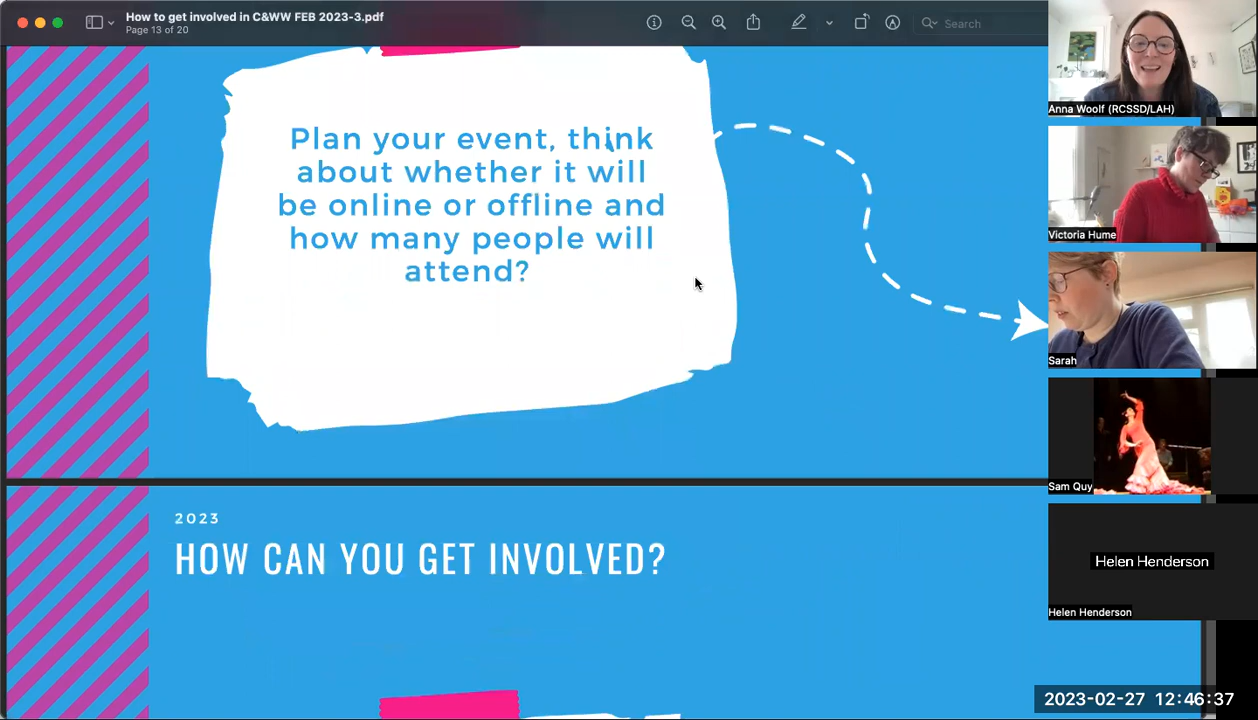 How to get involved in C&WW FEB 2023-3.pdf
Page 13 of 20
Search
Plan your event, think
about whether it will
be online or offline and
how many people will
attend?
2023
HOW CAN YOU GET INVOLVED?
Anna Woolf (RCSSD/LAH)
Victoria Hume
Sarah
Sam Quy
Helen Henderson
Helen Henderson
2023-02-27 12:46:37